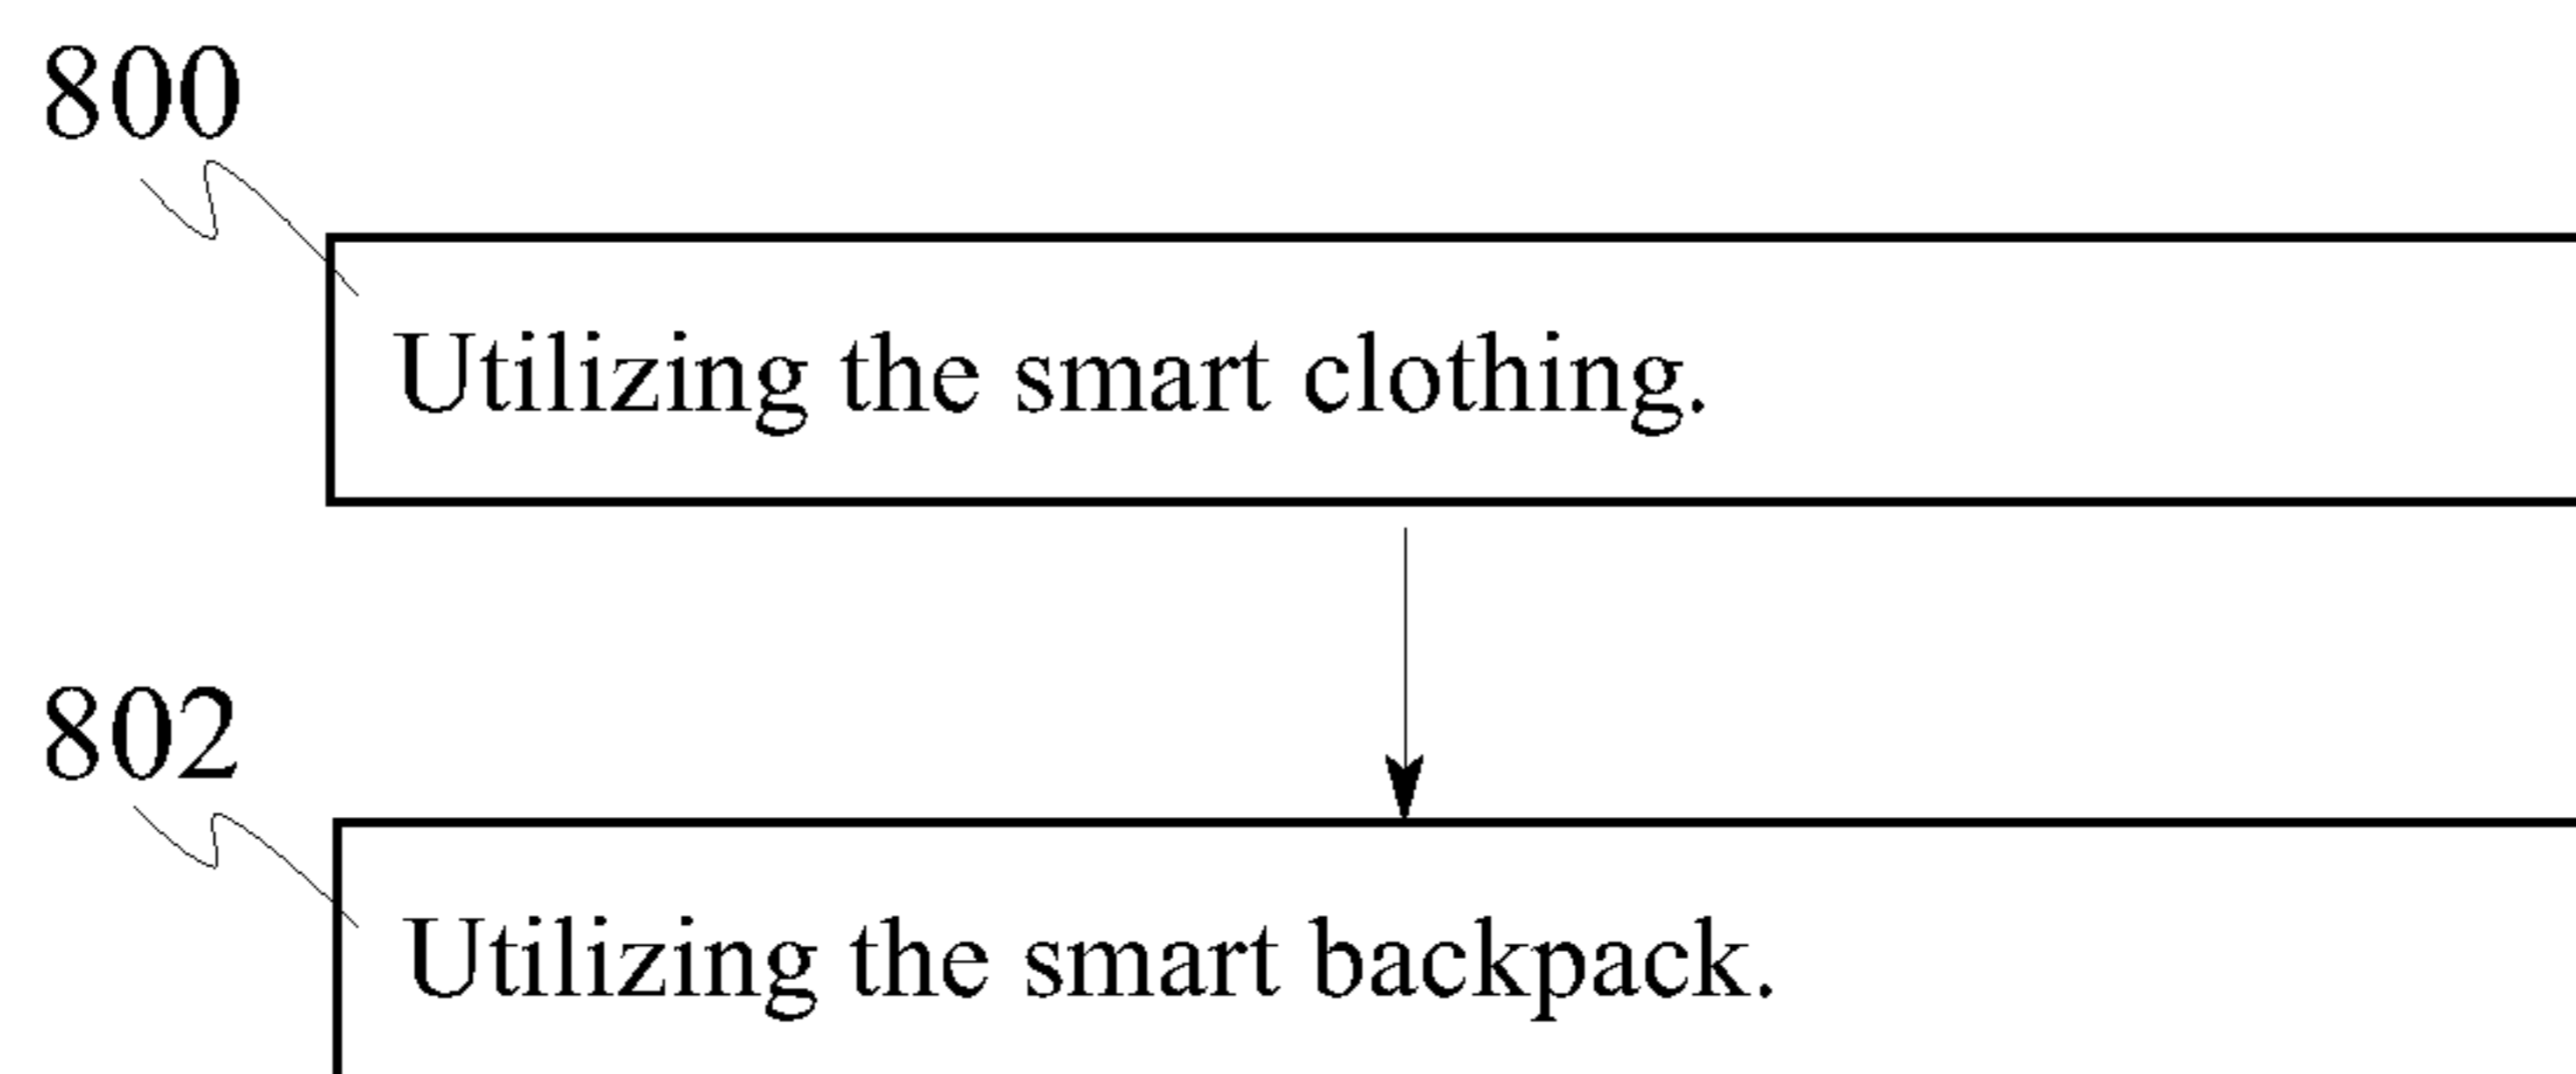 800
Utilizing the smart clothing.
802
Utilizing the smart backpack.